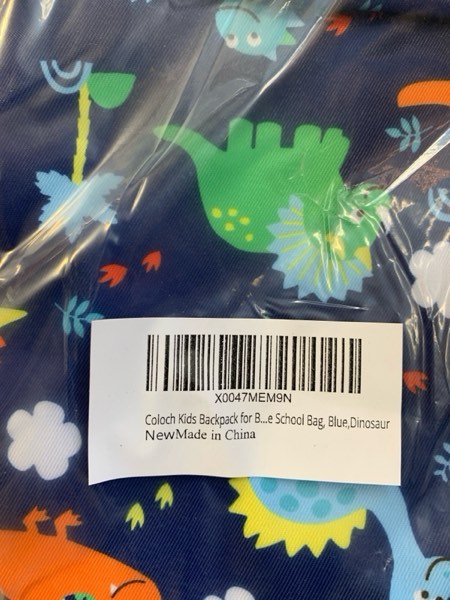 X0047MEM9N
Coloch Kids Backpack for B...e School Bag, Blue,Dinosaur
NewMade in China